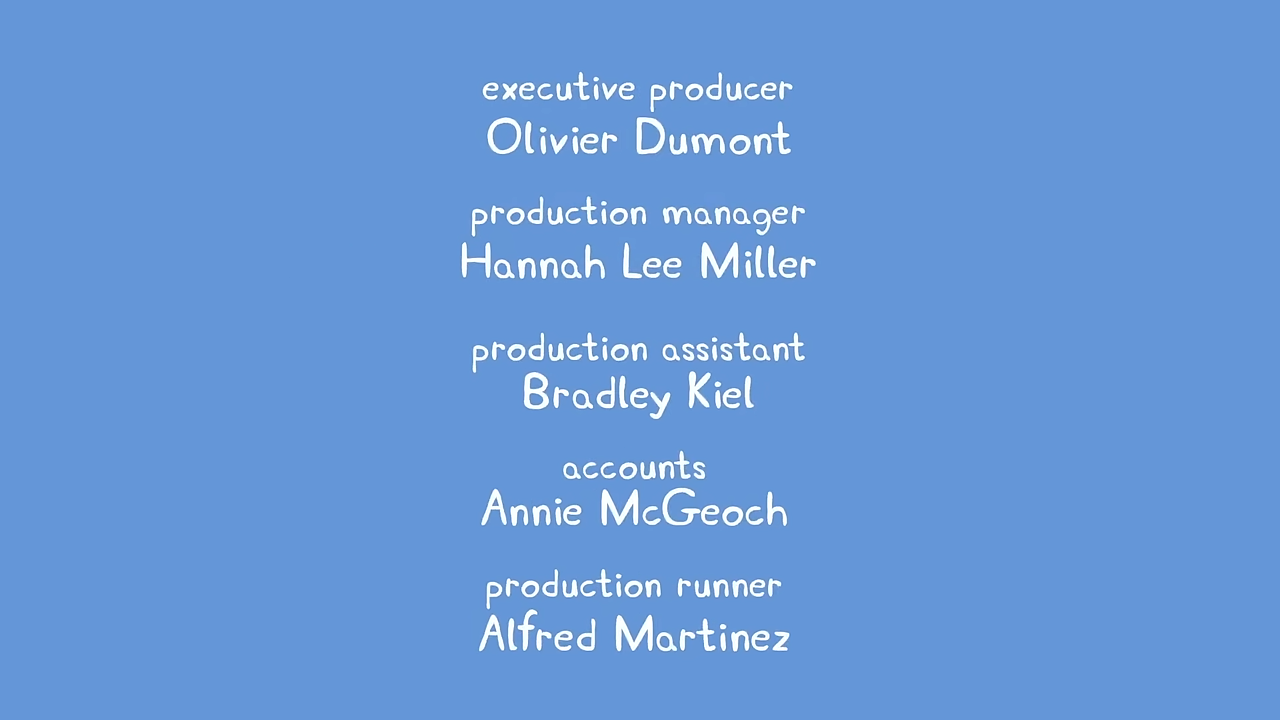 executive producer
Olivier Dumont
production manager
Hannah Lee Miller
production assistant
Bradley Kiel
accounts
Annie McGeoch
production runner
Alfred Martinez